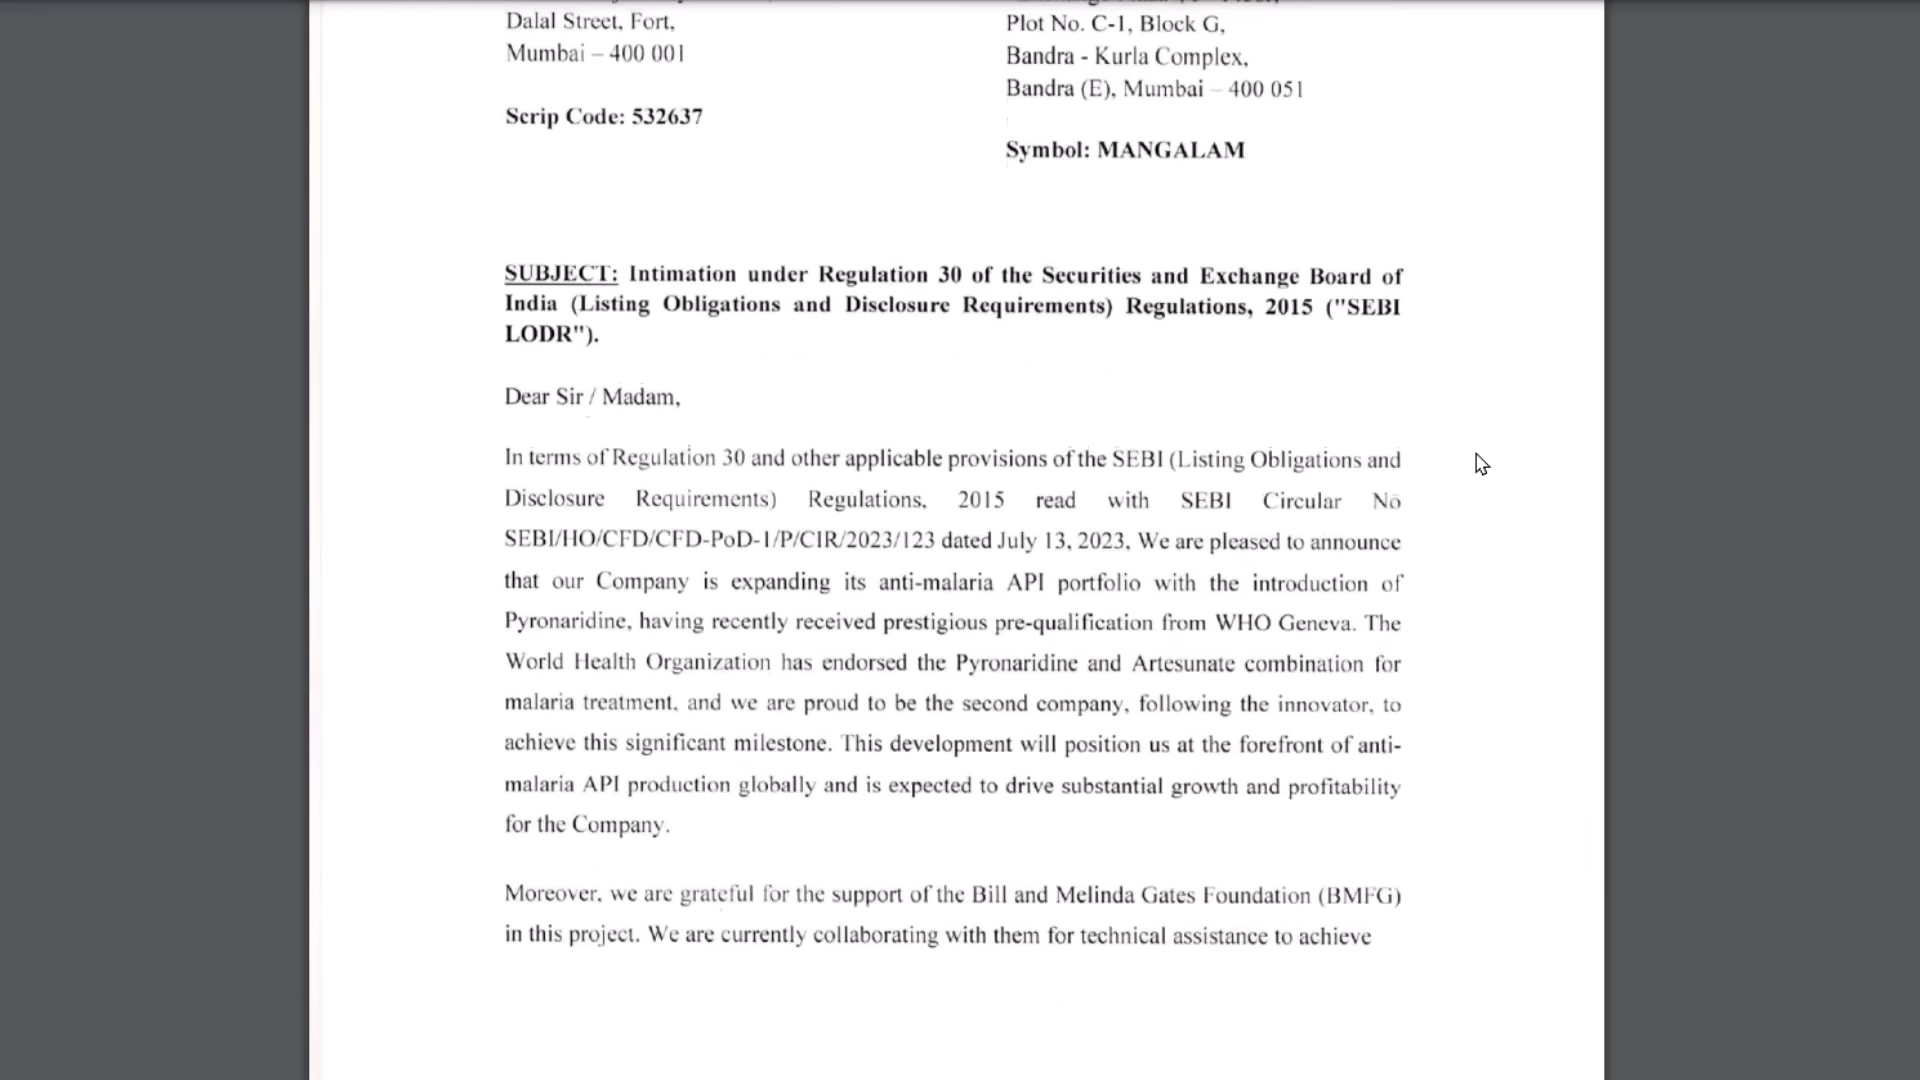 Dalal Street, Fort,
Mumbai – 400 001
Scrip Code: 532637
Plot No. C-1, Block G,
Bandra - Kurla Complex,
Bandra (E), Mumbai – 400 051
Symbol: MANGALAM
SUBJECT: Intimation under Regulation 30 of the Securities and Exchange Board of
India (Listing Obligations and Disclosure Requirements) Regulations, 2015 ("SEBI
LODR").
Dear Sir / Madam,
In terms of Regulation 30 and other applicable provisions of the SEBI (Listing Obligations and
Disclosure Requirements) Regulations, 2015 read with SEBI Circular No
SEBI/HO/CFD/CFD-PoD-1/P/CIR/2023/123 dated July 13, 2023, We are pleased to announce
that our Company is expanding its anti-malaria API portfolio with the introduction of
Pyronaridine, having recently received prestigious pre-qualification from WHO Geneva. The
World Health Organization has endorsed the Pyronaridine and Artesunate combination for
malaria treatment, and we are proud to be the second company, following the innovator, to
achieve this significant milestone. This development will position us at the forefront of anti-
malaria API production globally and is expected to drive substantial growth and profitability
for the Company.
Moreover, we are grateful for the support of the Bill and Melinda Gates Foundation (BMFG)
in this project. We are currently collaborating with them for technical assistance to achieve